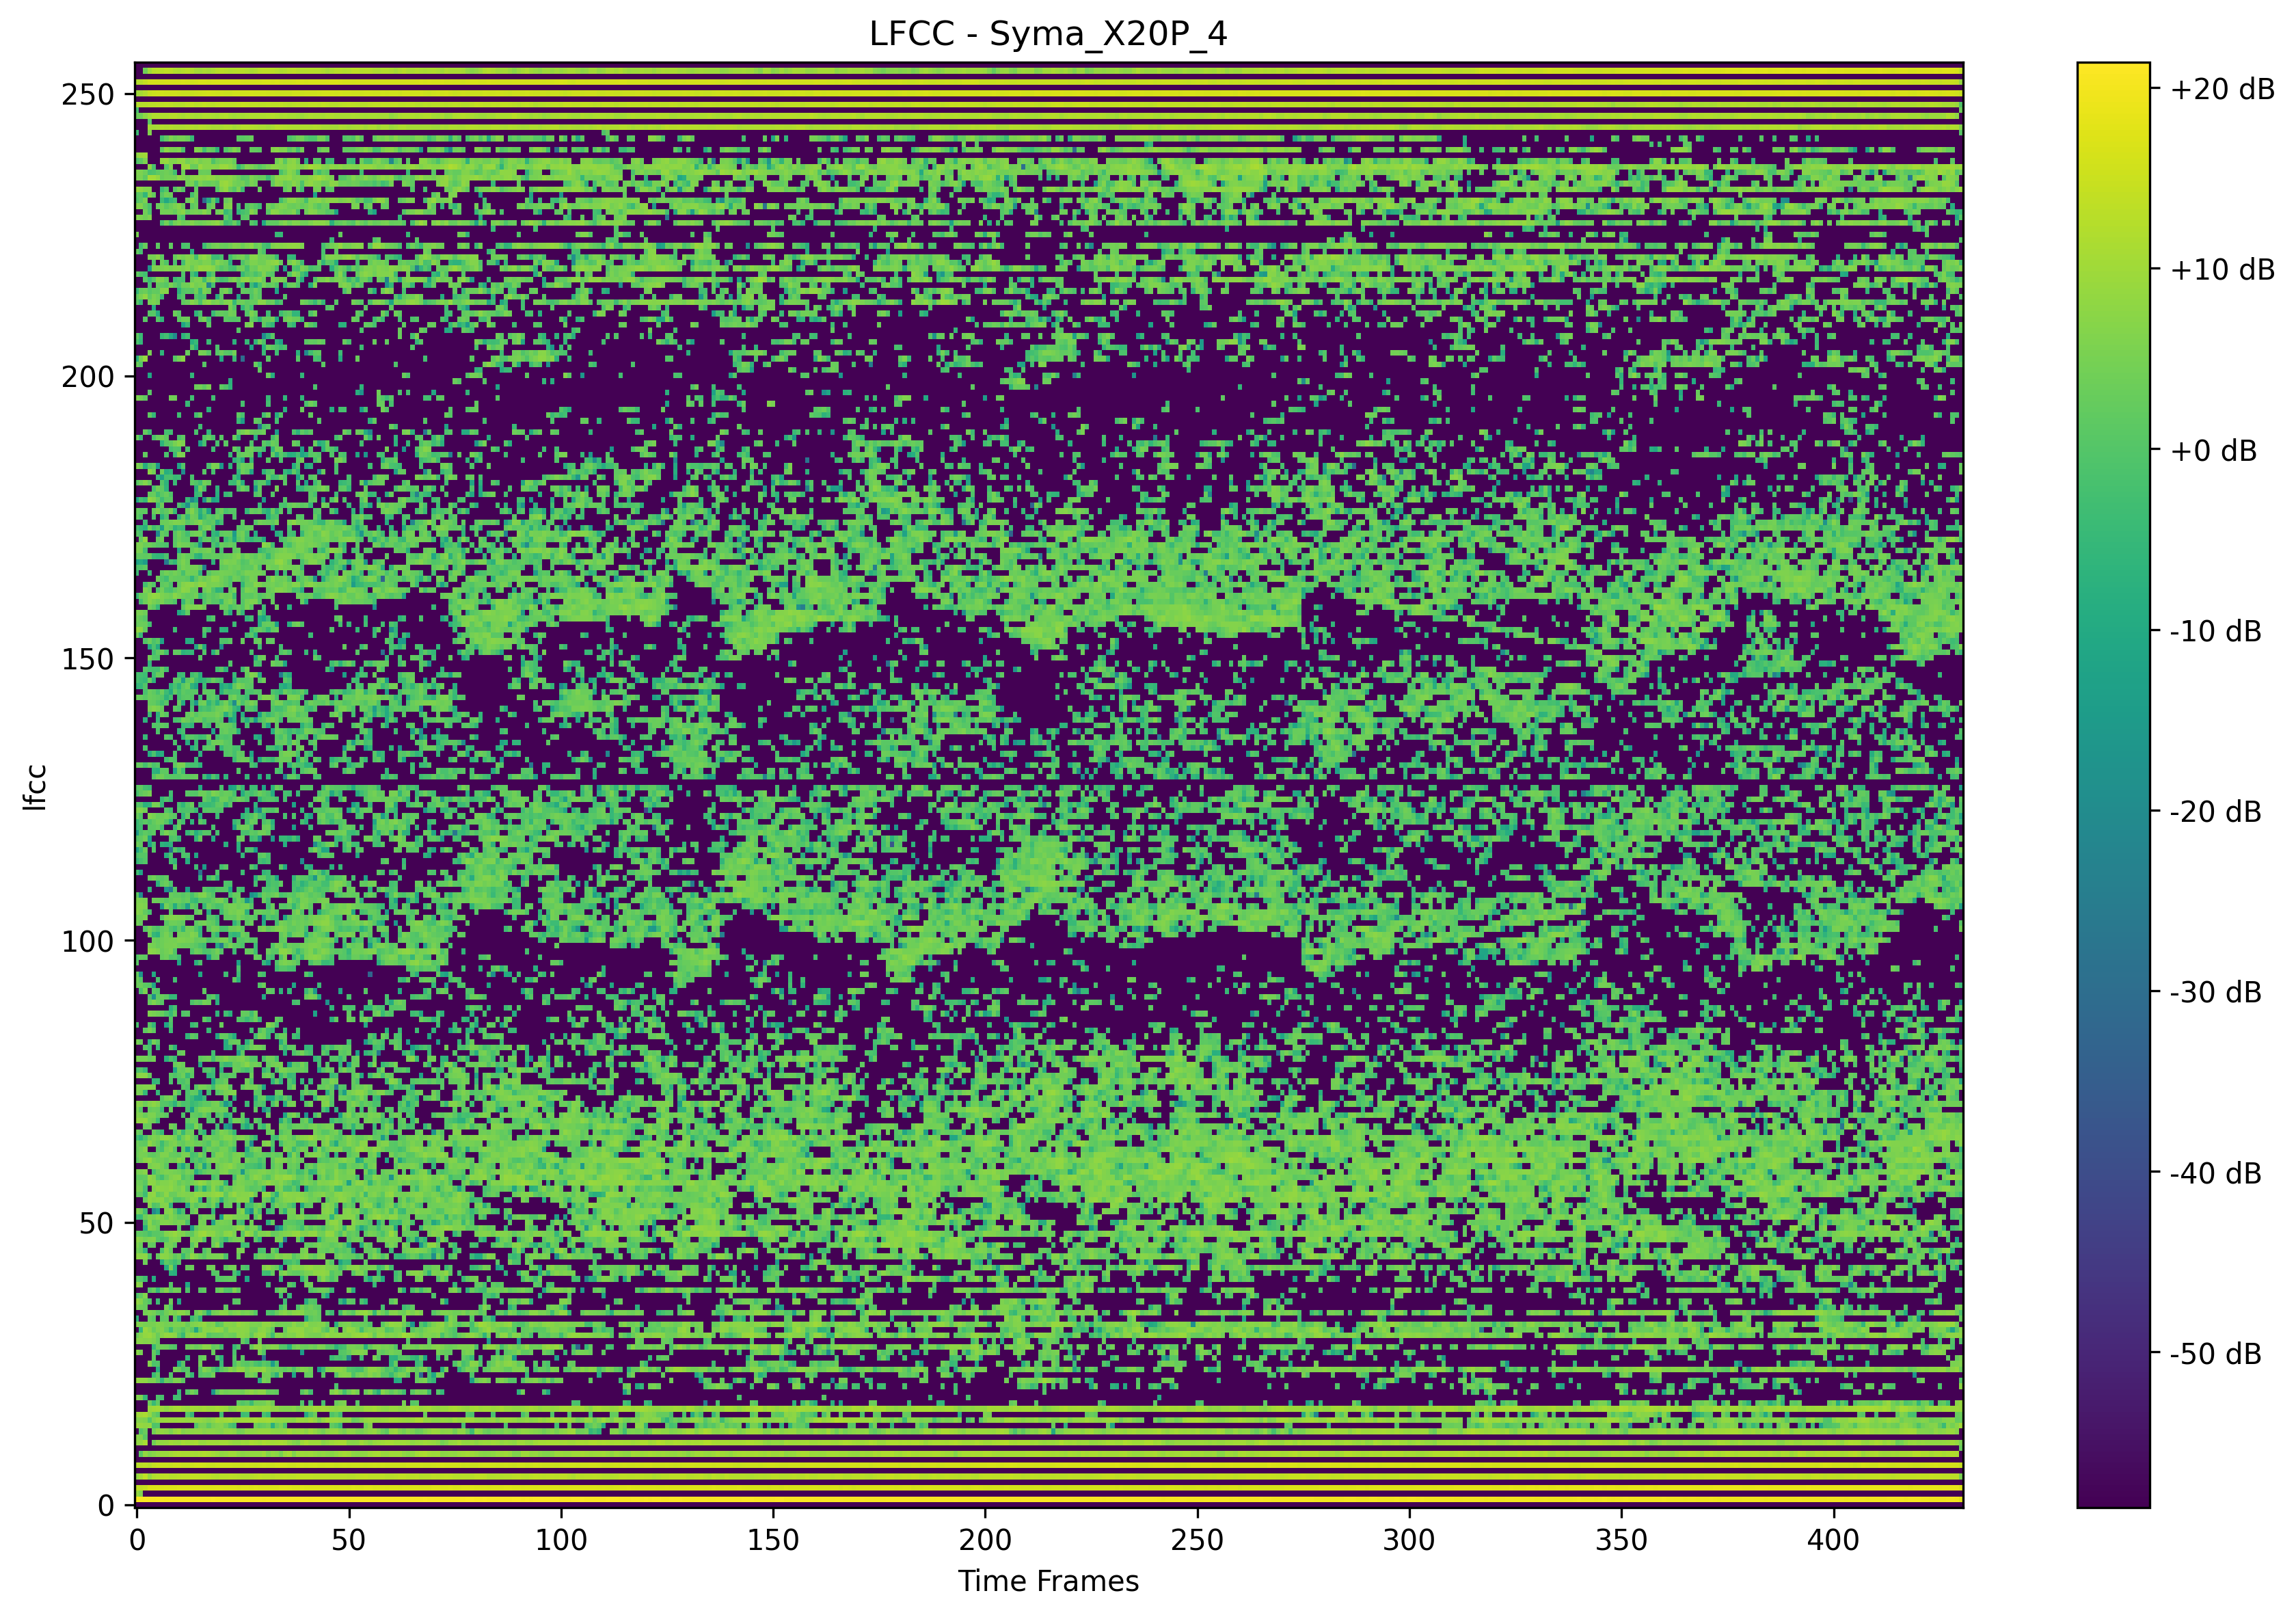 LFCC - Syma_X20P_4
250
200
150
100
50
0
lfcc
0 50 100 150 200 250 300 350 400
Time Frames
+20 dB
+10 dB
+0 dB
-10 dB
-20 dB
-30 dB
-40 dB
-50 dB